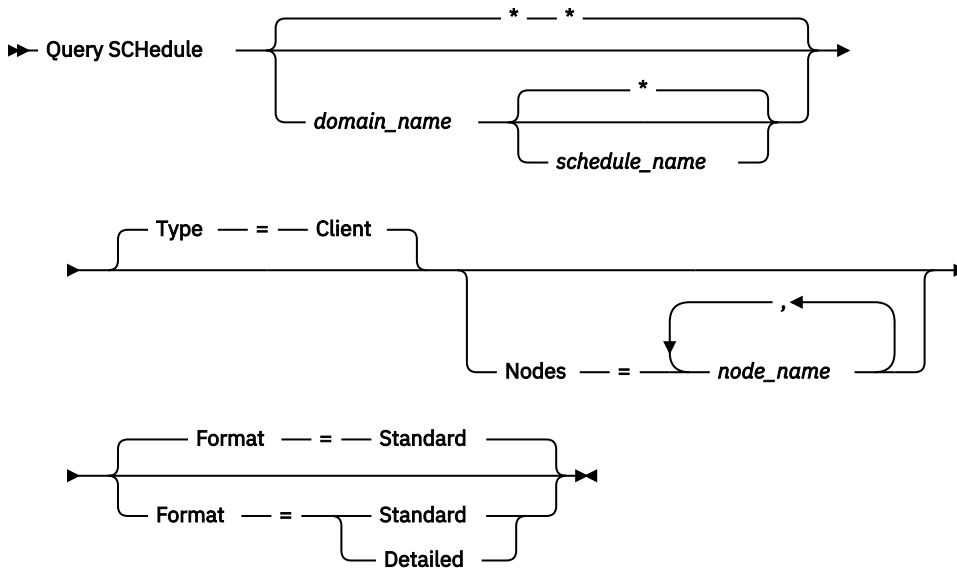 * *
Query SCHedule
*
domain_name
schedule_name
Type = Client
,
Nodes = node_name
Format = Standard
Format = Standard
Detailed